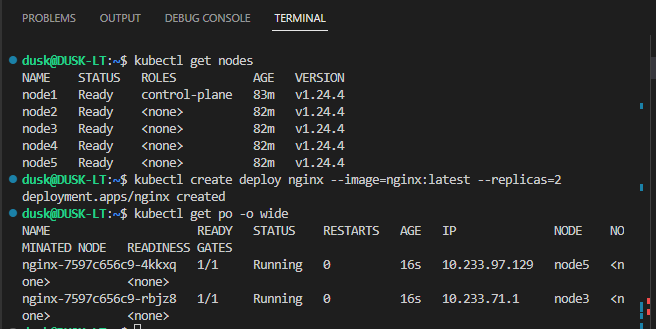 PROBLEMS OUTPUT DEBUG CONSOLE TERMINAL
dusk@DUSK-LT:~$ kubectl get nodes
NAME STATUS ROLES AGE VERSION
node1 Ready control-plane 83m v1.24.4
node2 Ready <none> 82m v1.24.4
node3 Ready <none> 82m v1.24.4
node4 Ready <none> 82m v1.24.4
node5 Ready <none> 82m v1.24.4
dusk@DUSK-LT:~$ kubectl create deploy nginx --image=nginx:latest --replicas=2
deployment.apps/nginx created
dusk@DUSK-LT:~$ kubectl get po -o wide
NAME READY STATUS RESTARTS AGE IP NODE NO
MINATED NODE READINESS GATES
nginx-7597c656c9-4kkxq 1/1 Running 0 16s 10.233.97.129 node5 <n
one> <none>
nginx-7597c656c9-rbjz8 1/1 Running 0 16s 10.233.71.1 node3 <n
one> <none>
dusk@DUSK-LT:~$